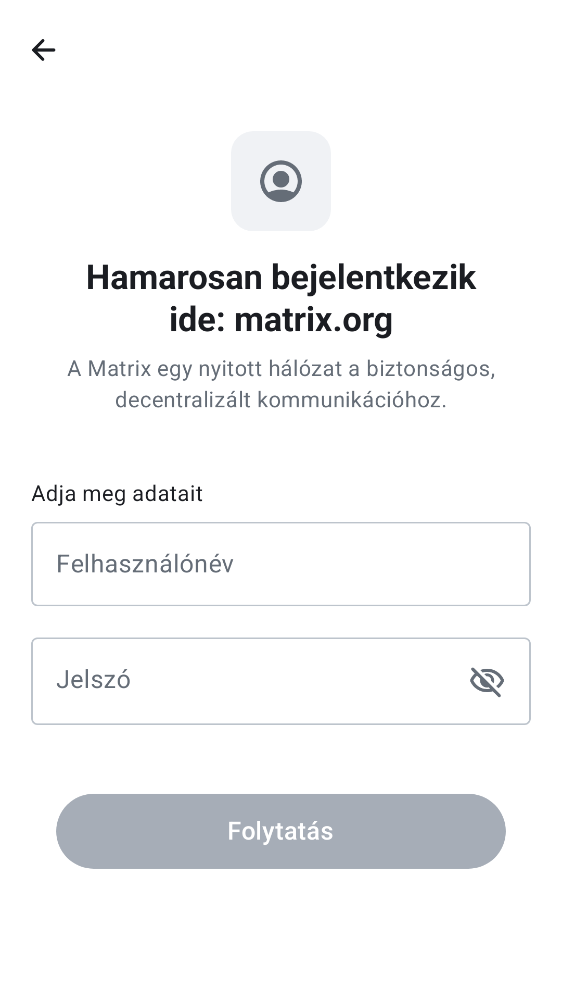 Hamarosan bejelentkezik
ide: matrix.org
A Matrix egy nyitott hálózat a biztonságos,
decentralizált kommunikációhoz.
Adja meg adatait
Felhasználónév
Jelszó
Folytatás